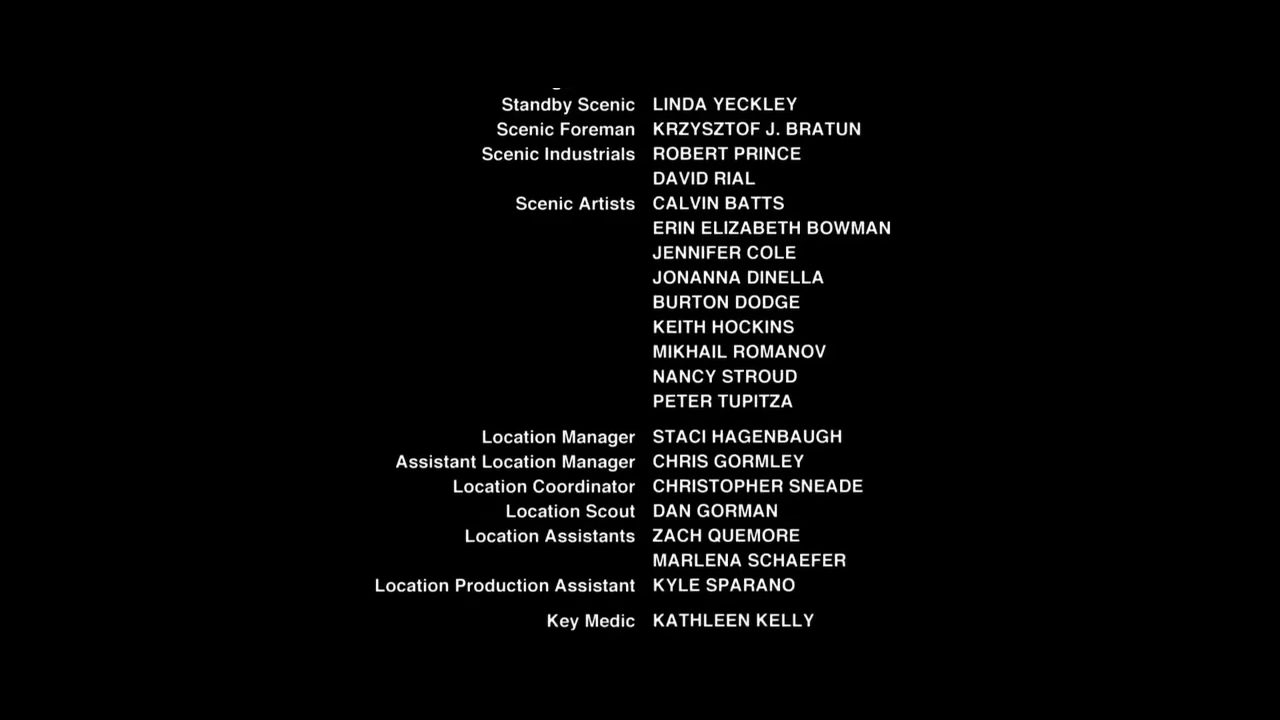 Standby Scenic LINDA YECKLEY
Scenic Foreman KRZYSZTOF J. BRATUN
Scenic Industrials ROBERT PRINCE
DAVID RIAL
Scenic Artists CALVIN BATTS
ERIN ELIZABETH BOWMAN
JENNIFER COLE
JONANNA DINELLA
BURTON DODGE
KEITH HOCKINS
MIKHAIL ROMANOV
NANCY STROUD
PETER TUPITZA
Location Manager STACI HAGENBAUGH
Assistant Location Manager CHRIS GORMLEY
Location Coordinator CHRISTOPHER SNEADE
Location Scout DAN GORMAN
Location Assistants ZACH QUEMORE
MARLENA SCHAEFER
Location Production Assistant KYLE SPARANO
Key Medic KATHLEEN KELLY